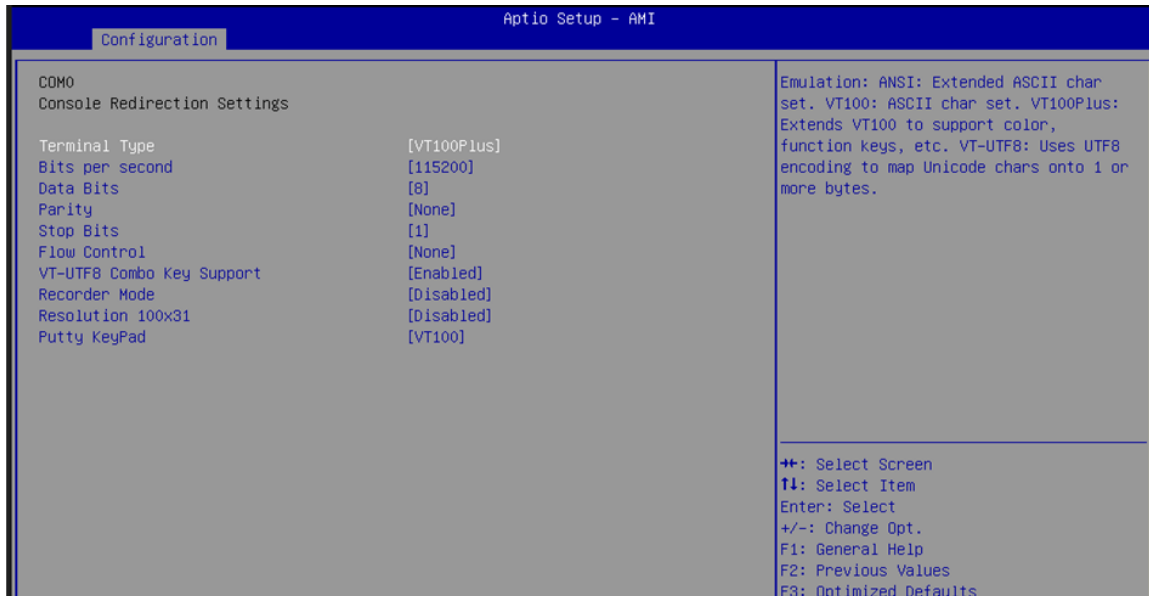 Aptio Setup - AMI
Configuration
COM0
Console Redirection Settings
Terminal Type [VT100Plus]
Bits per second [115200]
Data Bits [8]
Parity [None]
Stop Bits [1]
Flow Control [None]
VT-UTF8 Combo Key Support [Enabled]
Recorder Mode [Disabled]
Resolution 100x31 [Disabled]
Putty KeyPad [VT100]
Emulation: ANSI: Extended ASCII char
set. VT100: ASCII char set. VT100Plus:
Extends VT100 to support color,
function keys, etc. VT-UTF8: Uses UTF8
encoding to map Unicode chars onto 1 or
more bytes.
→←: Select Screen
↑↓: Select Item
Enter: Select
+/-: Change Opt.
F1: General Help
F2: Previous Values
F3: Optimized Defaults